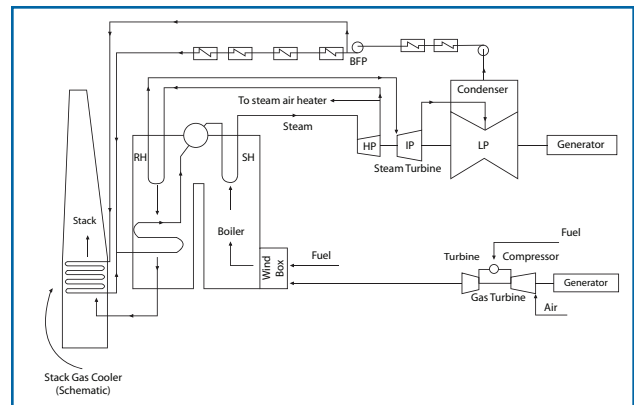 BFP
Condenser
To steam air heater
Steam
RH
SH
HP
IP
LP
Generator
Steam Turbine
Stack
Boiler
Wind
Box
Fuel
Fuel
Turbine
Compressor
Gas Turbine
Generator
Air
Stack Gas Cooler
(Schematic)